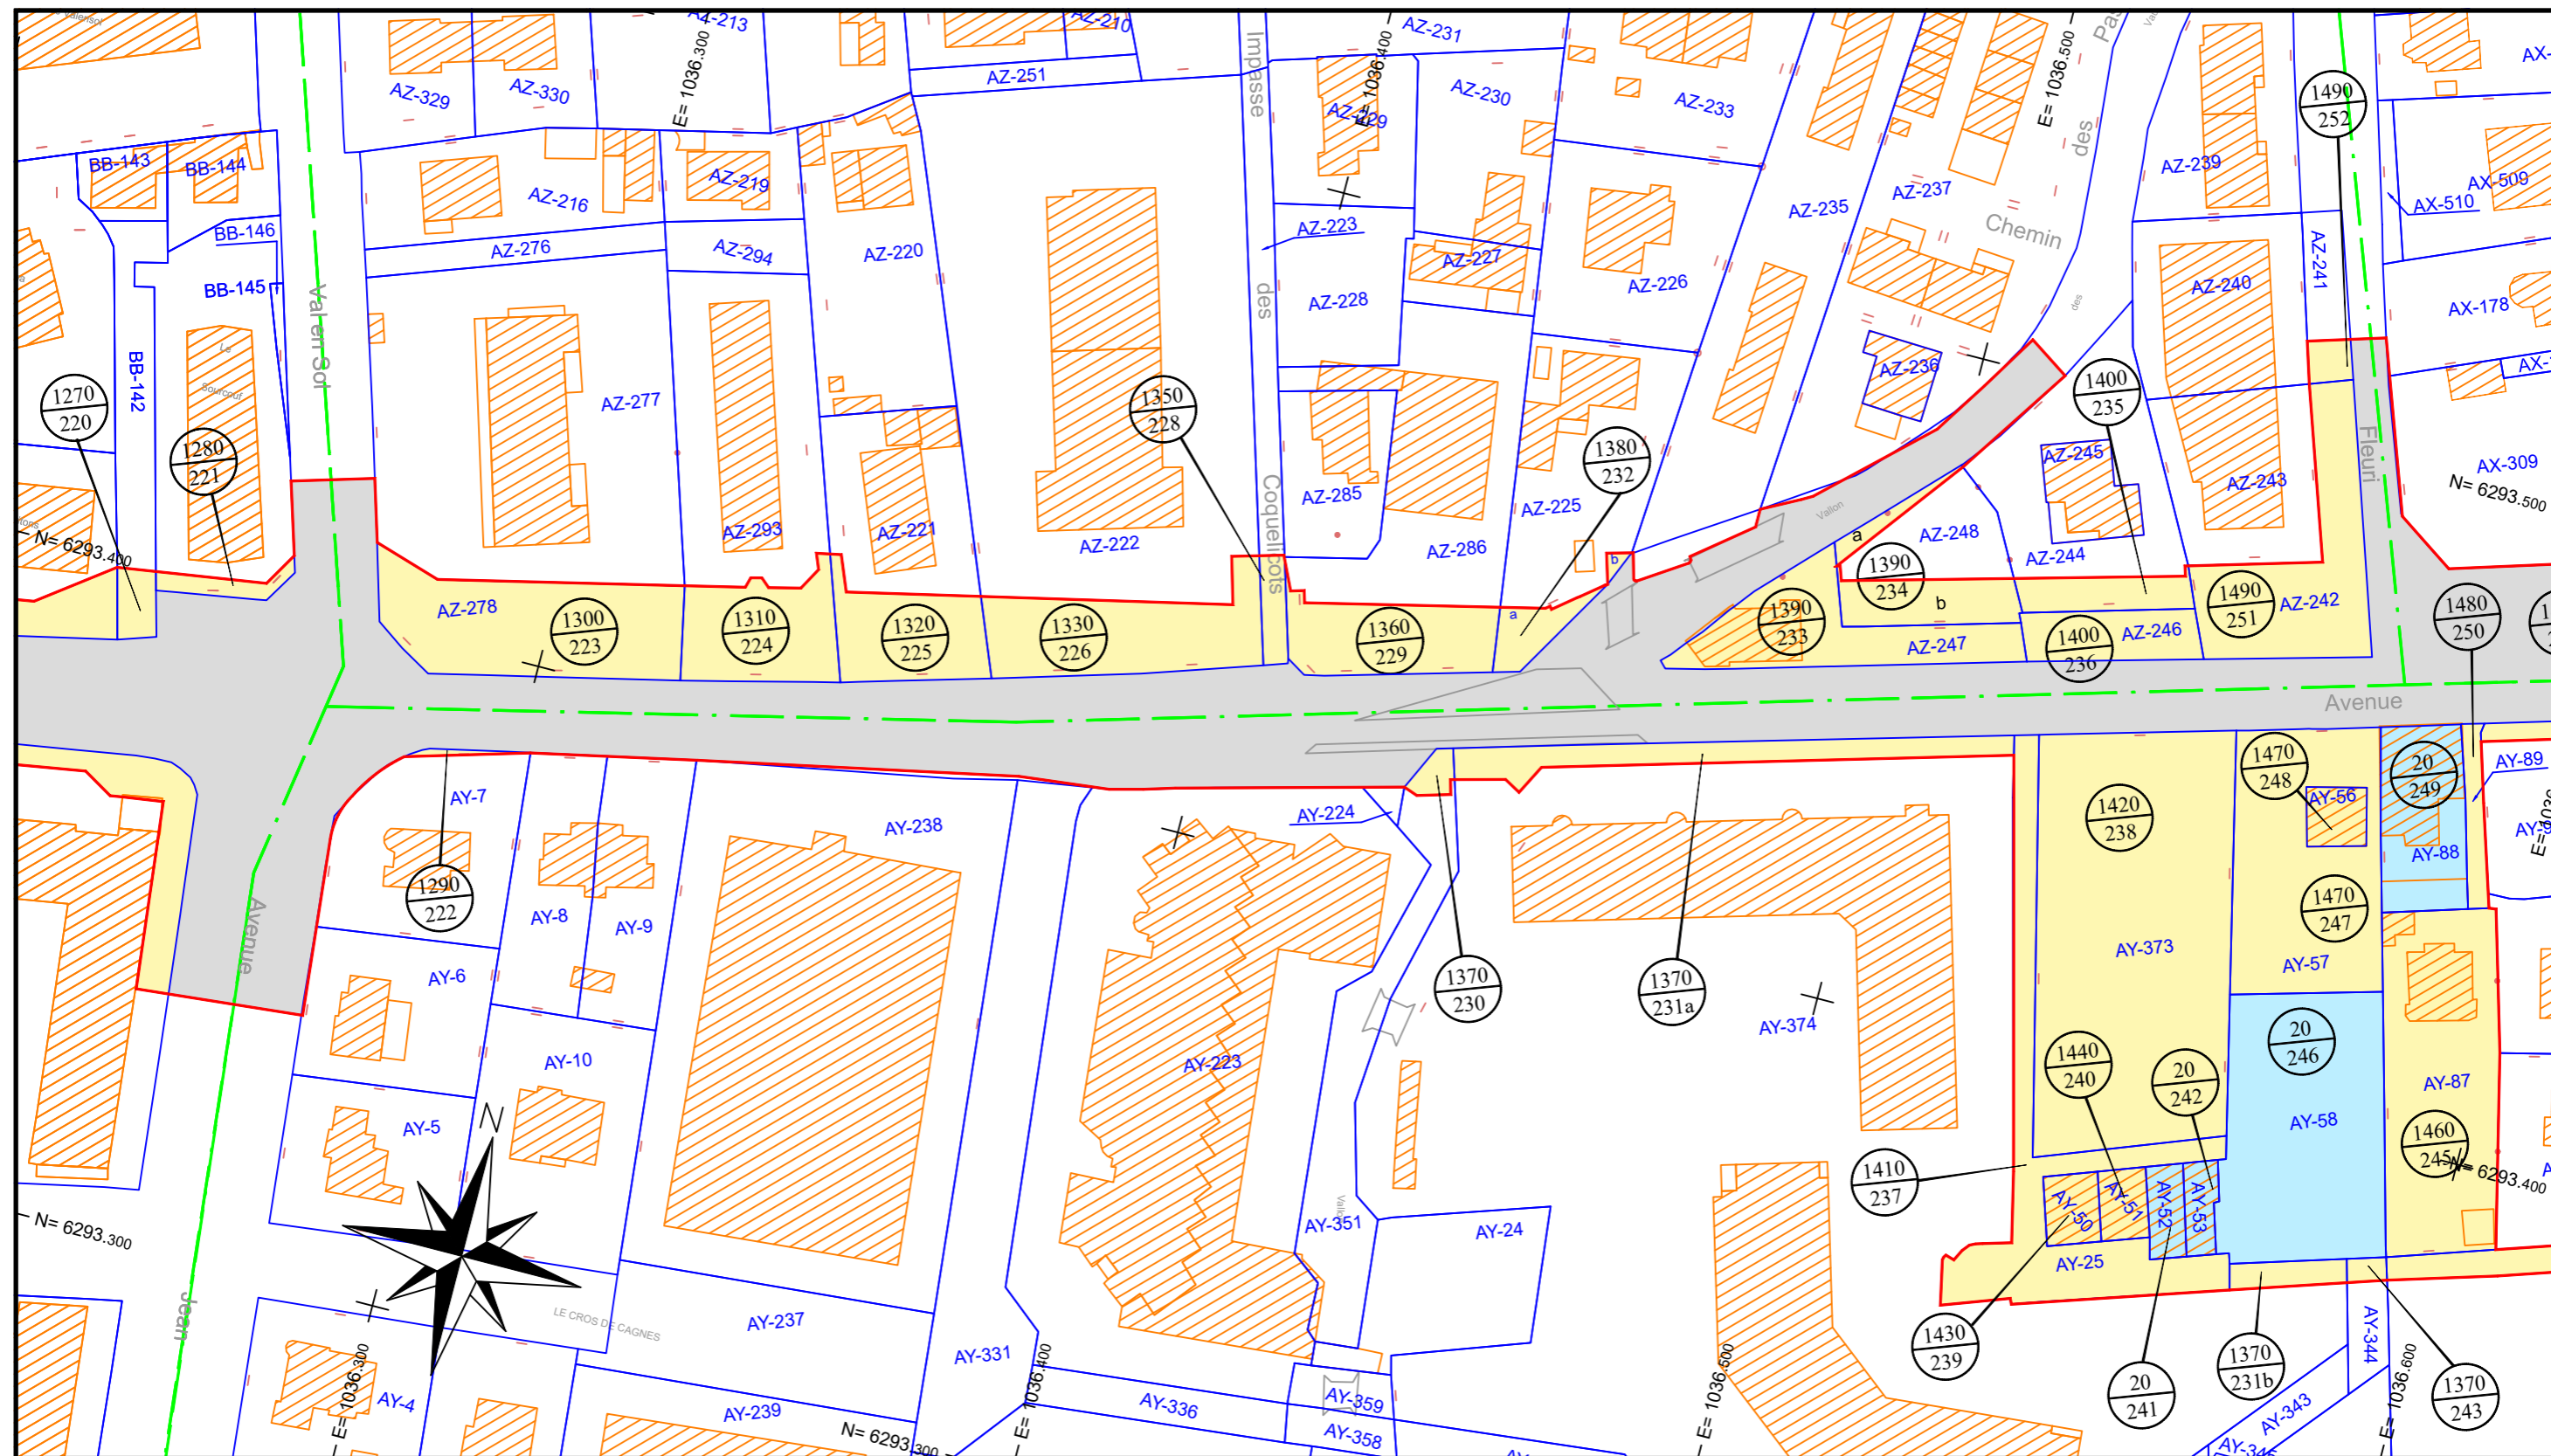 AZ-213
AZ-210
AZ-231
AZ-251
AZ-329
AZ-330
E= 1036.300
Impasse
E= 1036.400
AZ-229
AZ-230
AZ-233
E= 1036.500
des
1490
252
BB-143
BB-144
AZ-216
AZ-219
AZ-239
AZ-237
AX-509
AX-510
BB-146
AZ-276
AZ-294
AZ-220
AZ-223
AZ-227
AZ-235
Chemin
AZ-241
BB-145
Val en Sol
des
AZ-228
AZ-226
des
AZ-240
AX-178
Le
Sourcouf
1270
220
BB-142
AZ-277
1350
228
AZ-236
1400
235
1280
221
1380
232
AZ-245
Fleuri
AX-309
N= 6293.500
Coquelicots
AZ-285
AZ-225
AZ-243
Vallon
N= 6293.400
AZ-293
AZ-221
AZ-222
AZ-286
b
a
AZ-248
AZ-244
1390
234
AZ-278
1300
223
1310
224
1320
225
1330
226
1360
229
a
1390
233
b
AZ-247
1400
236
AZ-246
1490
251
AZ-242
1480
250
Avenue
AY-7
AY-238
AY-224
1420
238
1470
248
AY-56
20
249
AY-89
AY-88
1290
222
Avenue
AY-8
AY-9
AY-6
1370
230
1370
231a
AY-374
AY-373
1470
247
AY-57
AY-10
AY-223
1440
240
20
242
20
246
AY-87
AY-5
N
AY-58
1460
245
N= 6293.400
1410
237
AY-50
AY-51
AY-52
AY-53
N= 6293.300
AY-351
AY-24
AY-25
Jean
LE CROS DE CAGNES
AY-237
AY-331
1430
239
20
241
1370
231b
AY-344
1370
243
E= 1036.300
AY-4
AY-239
N= 6293.300
E= 1036.400
AY-336
AY-359
AY-358
E= 1036.500
AY-343
E= 1036.600